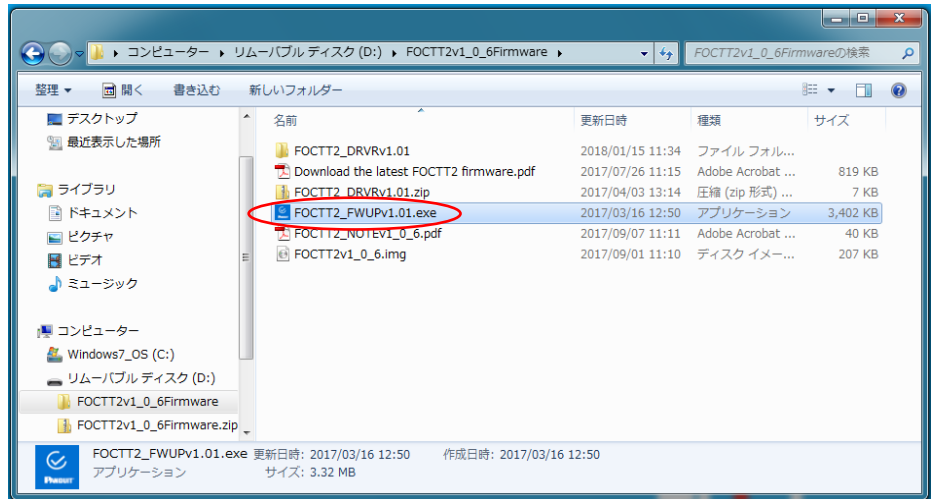 コンピューター ▸ リムーバブル ディスク (D:) ▸ FOCTT2v1_0_6Firmware ▸
FOCTT2v1_0_6Firmwareの検索
整理 ▼ 開く 書き込む 新しいフォルダー
デスクトップ
最近表示した場所
ライブラリ
ドキュメント
ピクチャ
ビデオ
ミュージック
コンピューター
Windows7_OS (C:)
リムーバブル ディスク (D:)
FOCTT2v1_0_6Firmware
FOCTT2v1_0_6Firmware.zip
名前 更新日時 種類 サイズ
FOCTT2_DRVRv1.01 2018/01/15 11:34 ファイル フォル...
Download the latest FOCTT2 firmware.pdf 2017/07/26 11:15 Adobe Acrobat ... 819 KB
FOCTT2_DRVRv1.01.zip 2017/04/03 13:14 圧縮 (zip 形式) ... 7 KB
FOCTT2_FWUPv1.01.exe 2017/03/16 12:50 アプリケーション 3,402 KB
FOCTT2_NOTEv1_0_6.pdf 2017/09/07 11:11 Adobe Acrobat ... 40 KB
FOCTT2v1_0_6.img 2017/09/01 11:10 ディスク イメー... 207 KB
FOCTT2_FWUPv1.01.exe 更新日時: 2017/03/16 12:50 作成日時: 2017/03/16 12:50
アプリケーション サイズ: 3.32 MB
PANDUIT